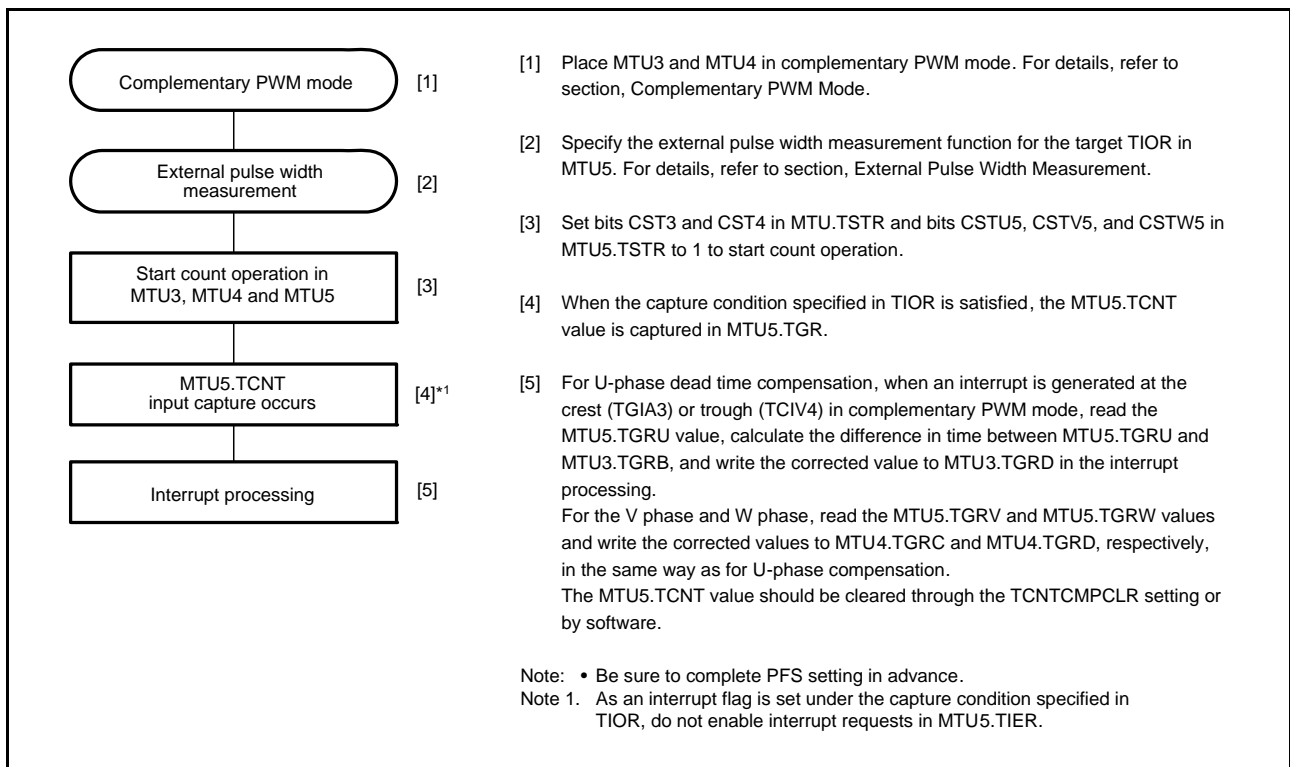 Complementary PWM mode
[1]
External pulse width
measurement
[2]
Start count operation in
MTU3, MTU4 and MTU5
[3]
MTU5.TCNT
input capture occurs
[4]*1
Interrupt processing
[5]
[1] Place MTU3 and MTU4 in complementary PWM mode. For details, refer to
section, Complementary PWM Mode.
[2] Specify the external pulse width measurement function for the target TIOR in
MTU5. For details, refer to section, External Pulse Width Measurement.
[3] Set bits CST3 and CST4 in MTU.TSTR and bits CSTU5, CSTV5, and CSTW5 in
MTU5.TSTR to 1 to start count operation.
[4] When the capture condition specified in TIOR is satisfied, the MTU5.TCNT
value is captured in MTU5.TGR.
[5] For U-phase dead time compensation, when an interrupt is generated at the
crest (TGIA3) or trough (TCIV4) in complementary PWM mode, read the
MTU5.TGRU value, calculate the difference in time between MTU5.TGRU and
MTU3.TGRB, and write the corrected value to MTU3.TGRD in the interrupt
processing.
For the V phase and W phase, read the MTU5.TGRV and MTU5.TGRW values
and write the corrected values to MTU4.TGRC and MTU4.TGRD, respectively,
in the same way as for U-phase compensation.
The MTU5.TCNT value should be cleared through the TCNTCMPCLR setting or
by software.
Note: • Be sure to complete PFS setting in advance.
Note 1. As an interrupt flag is set under the capture condition specified in
TIOR, do not enable interrupt requests in MTU5.TIER.